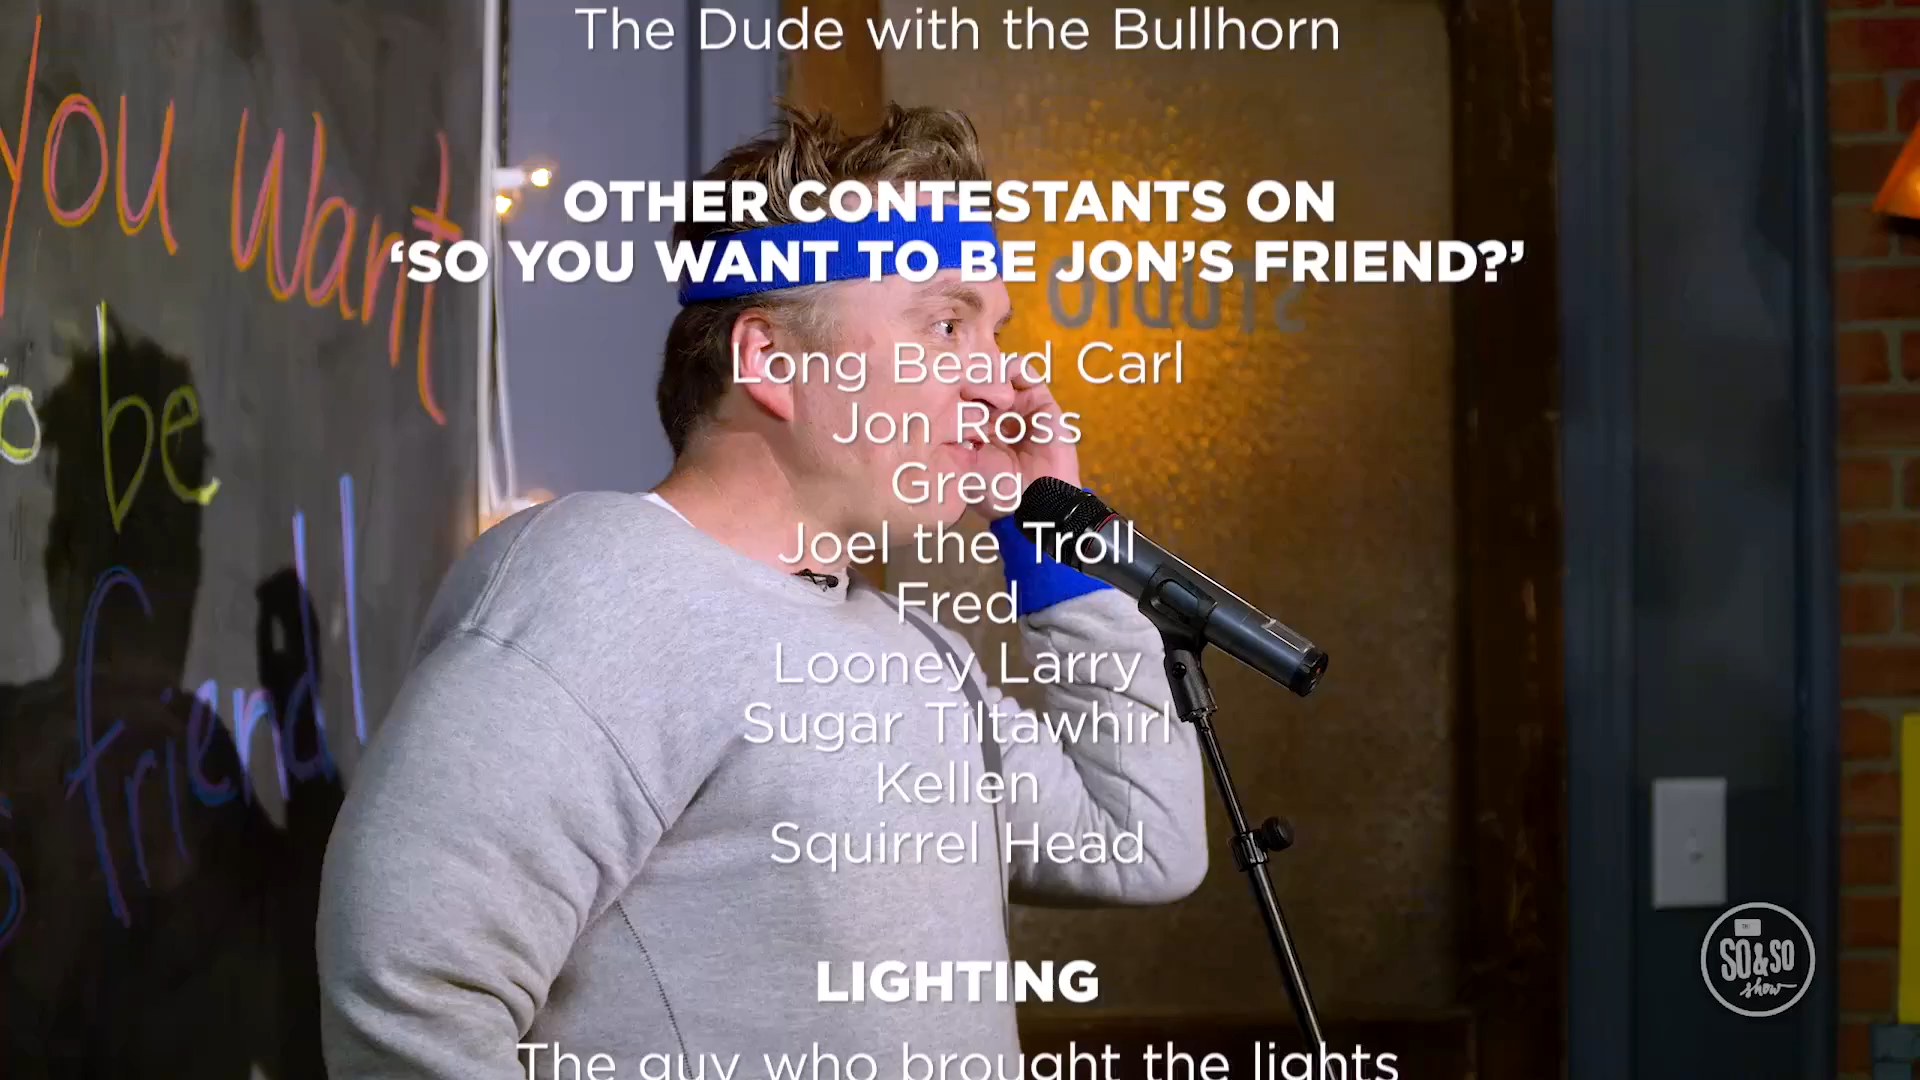 The Dude with the Bullhorn
OTHER CONTESTANTS ON
‘SO YOU WANT TO BE JON’S FRIEND?’
Long Beard Carl
Jon Ross
Greg
Joel the Troll
Fred
Looney Larry
Sugar Tiltawhirl
Kellen
Squirrel Head
LIGHTING
The guy who brought the lights
you want
be
friend!
STUDIO
THE
SO & SO
show